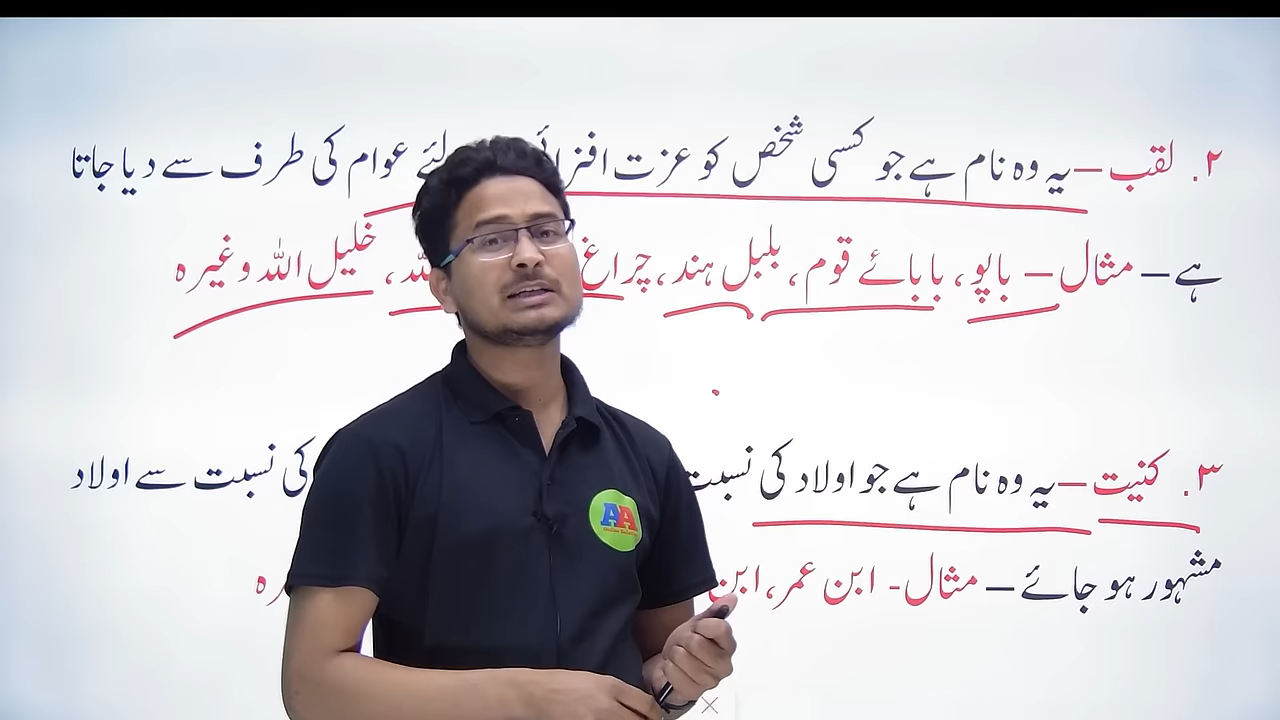 ۲. لقب – یہ وہ نام ہے جو کسی شخص کو عزت لئے عوام کی طرف سے دیا جاتا
ہے – مثال – باپو، بابائے قوم، بلبل ہند، چراغ خلیل اللہ وغیرہ
۳. کنیت – یہ وہ نام ہے جو اولاد کی نسبت کی نسبت سے اولاد
مشہور ہو جائے – مثال - ابن عمر، ابن
AA